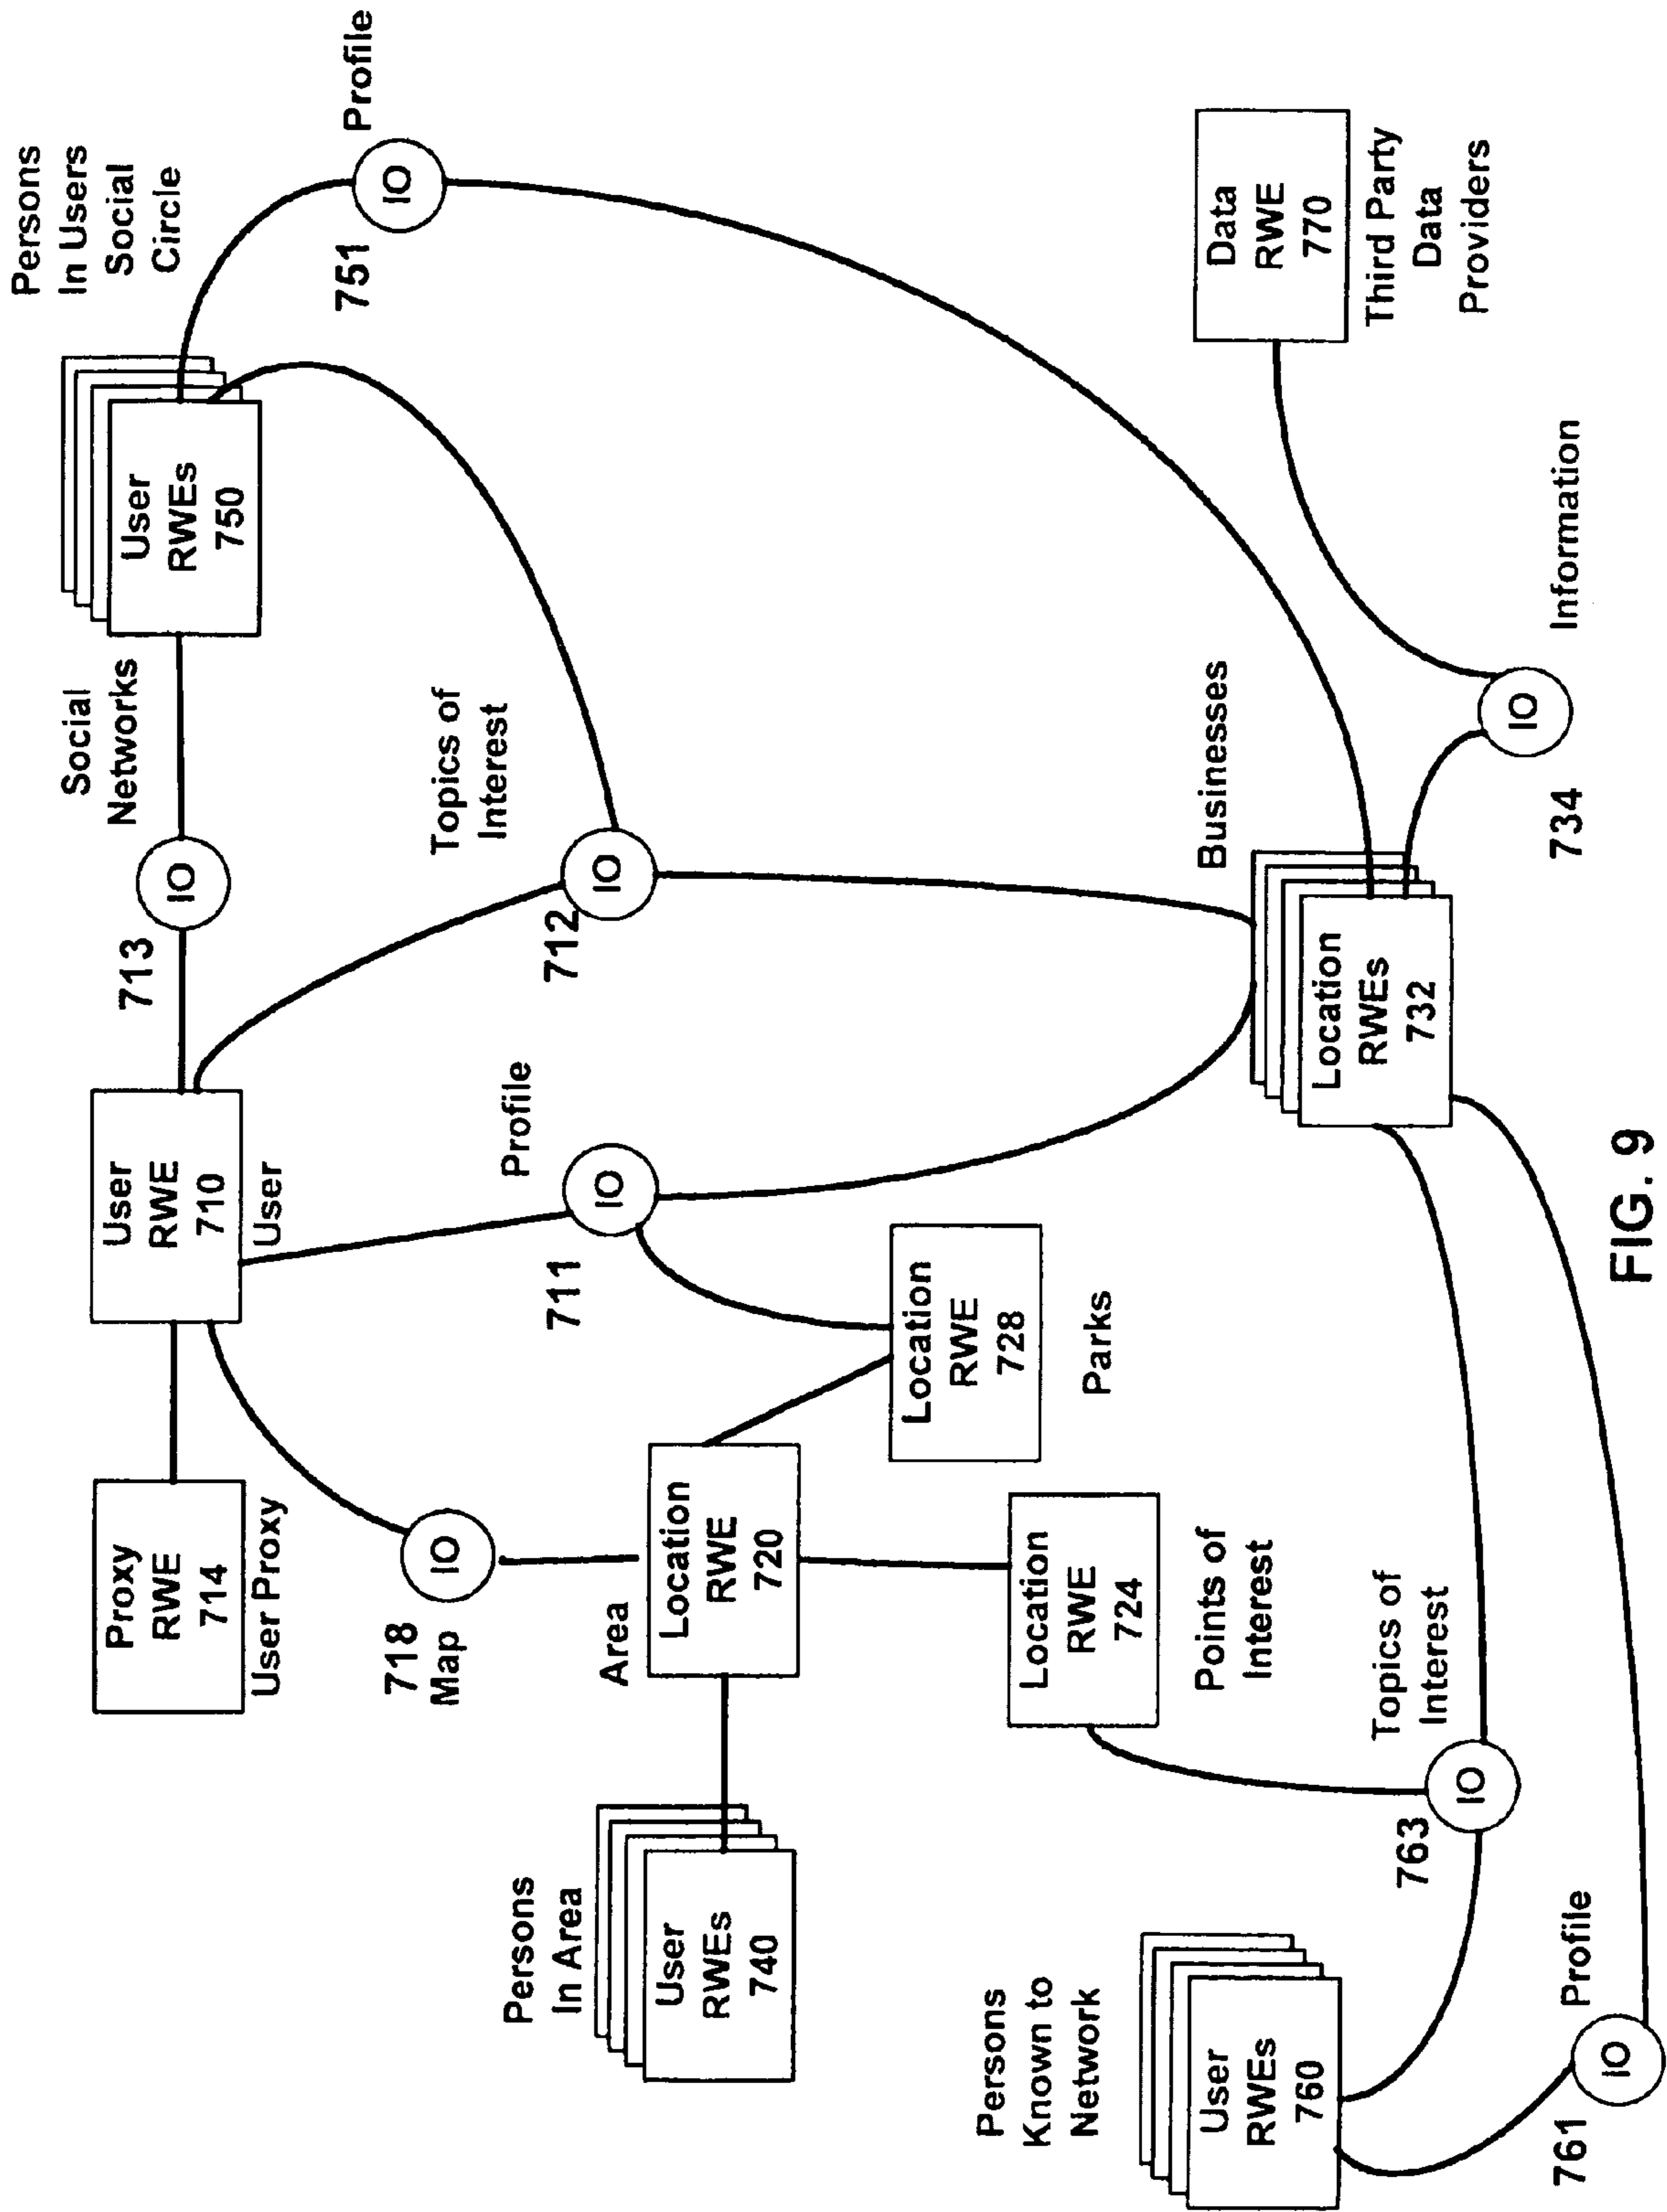 Proxy
RWE
714
User Proxy
User
RWE
710
User
713
IO
Social
Networks
User
RWEs
750
Persons
In Users
Social
Circle
751
IO
Profile
718
Map
IO
711
IO
Profile
712
IO
Topics of
Interest
Persons
In Area
User
RWEs
740
Area
Location
RWE
720
Location
RWE
728
Parks
Location
RWE
724
Points of
Interest
Persons
Known to
Network
User
RWEs
760
763
IO
Topics of
Interest
761
IO
Profile
Businesses
Location
RWEs
732
734
IO
Information
Data
RWE
770
Third Party
Data
Providers
FIG. 9